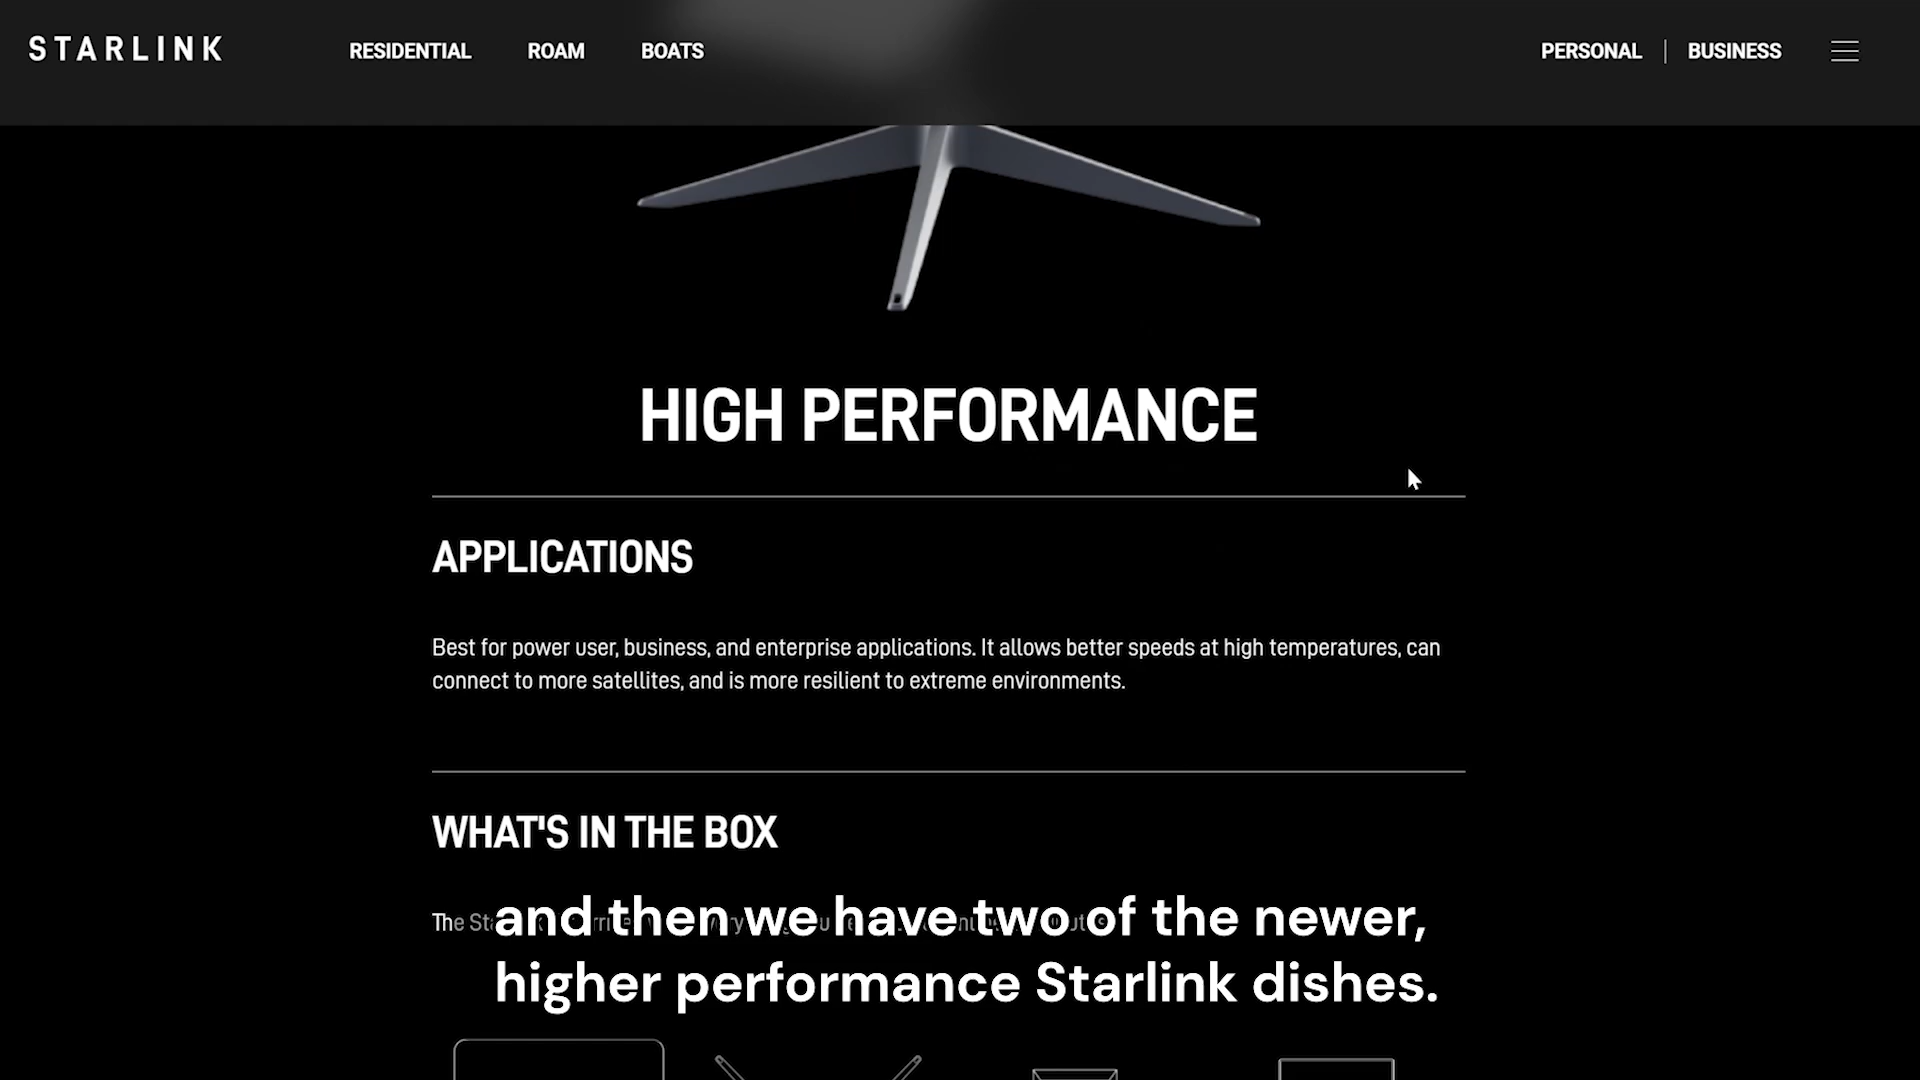 STARLINK
RESIDENTIAL
ROAM
BOATS
PERSONAL
BUSINESS
HIGH PERFORMANCE
APPLICATIONS
Best for power user, business, and enterprise applications. It allows better speeds at high temperatures, can
connect to more satellites, and is more resilient to extreme environments.
WHAT'S IN THE BOX
The
and then we have two of the newer,
higher performance Starlink dishes.